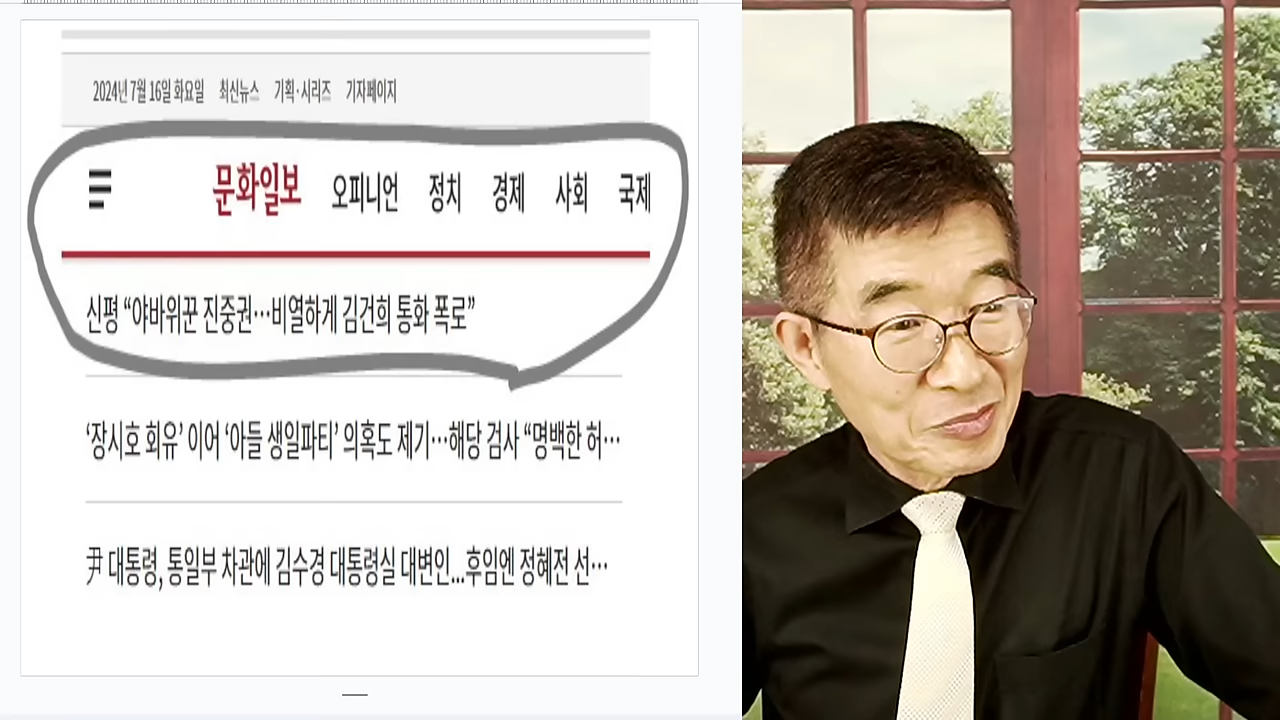 2024년 7월 16일 화요일 최신뉴스 기획·시리즈 기자페이지
문화일보 오피니언 정치 경제 사회 국제
신평 “야바위꾼 진중권…비열하게 김건희 통화 폭로”
‘장시호 회유’ 이어 ‘아들 생일파티’ 의혹도 제기…해당 검사 “명백한 허…
尹 대통령, 통일부 차관에 김수경 대통령실 대변인...후임엔 정혜전 선…